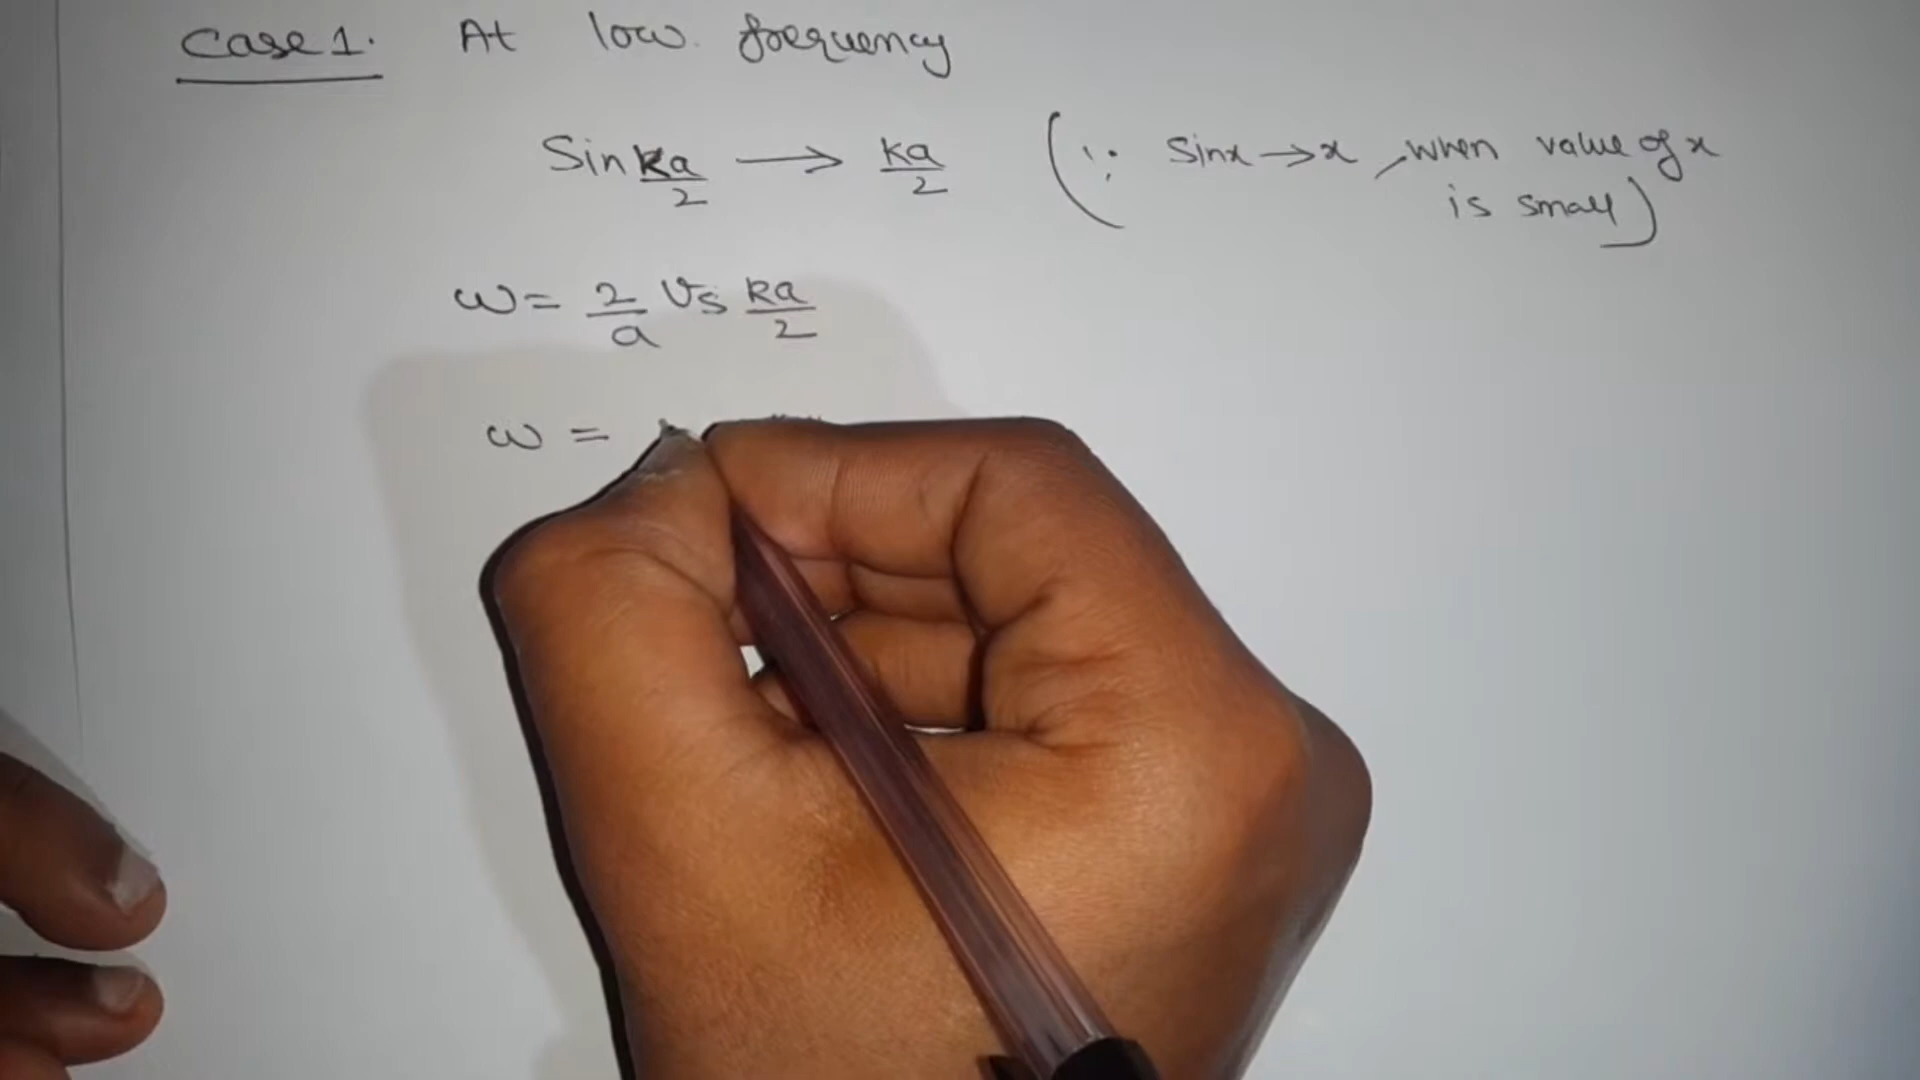 Case 1. At low frequency
Sin ka/2 → ka/2 (∵ Sinx → x, when value of x
is small)
ω = 2/a Vs ka/2
ω =